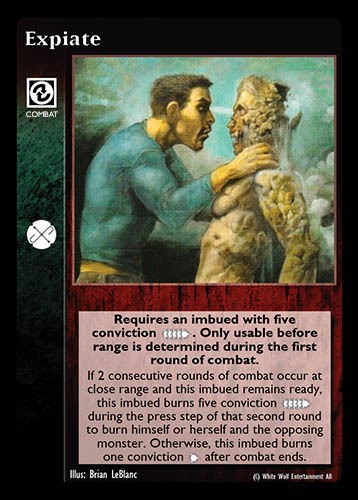 Expiate
COMBAT
Requires an imbued with five
conviction . Only usable before
range is determined during the first
round of combat.
If 2 consecutive rounds of combat occur at
close range and this imbued remains ready,
this imbued burns five conviction
during the press step of that second round
to burn himself or herself and the opposing
monster. Otherwise, this imbued burns
one conviction after combat ends.
Illus: Brian LeBlanc
(C) White Wolf Entertainment AB